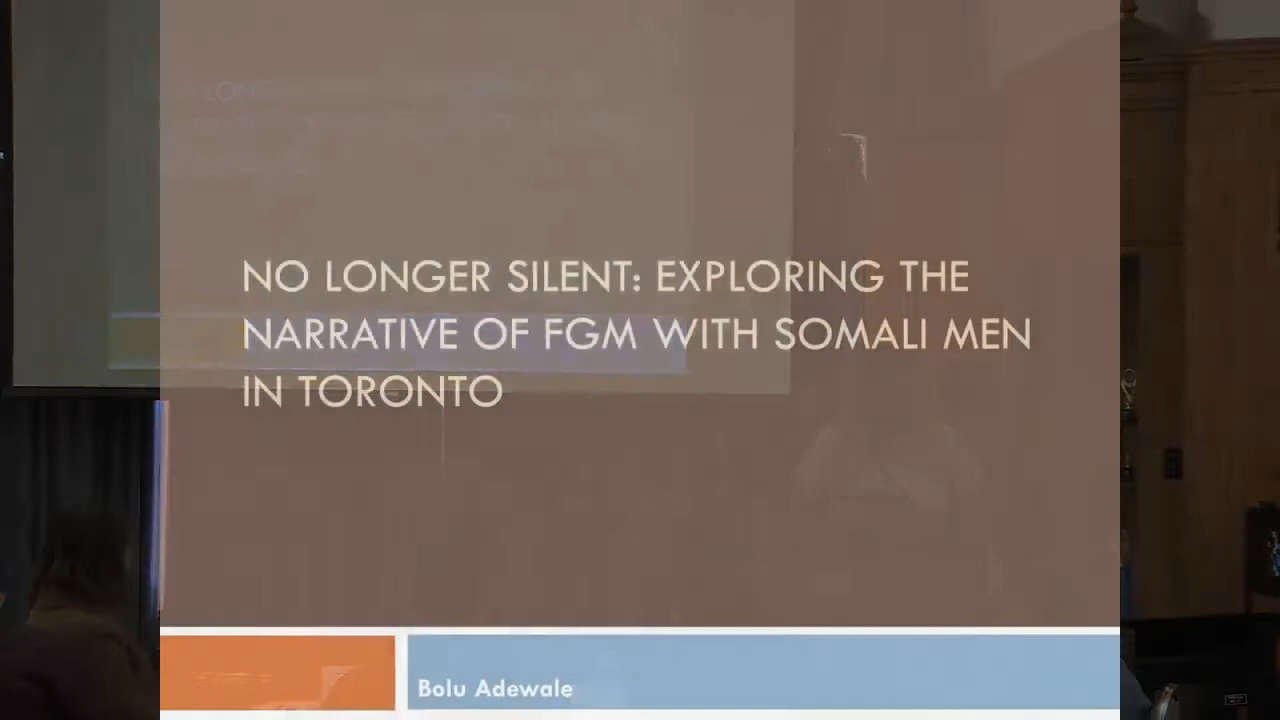 NO LONGER SILENT: EXPLORING THE
NARRATIVE OF FGM WITH SOMALI MEN
IN TORONTO
Bolu Adewale